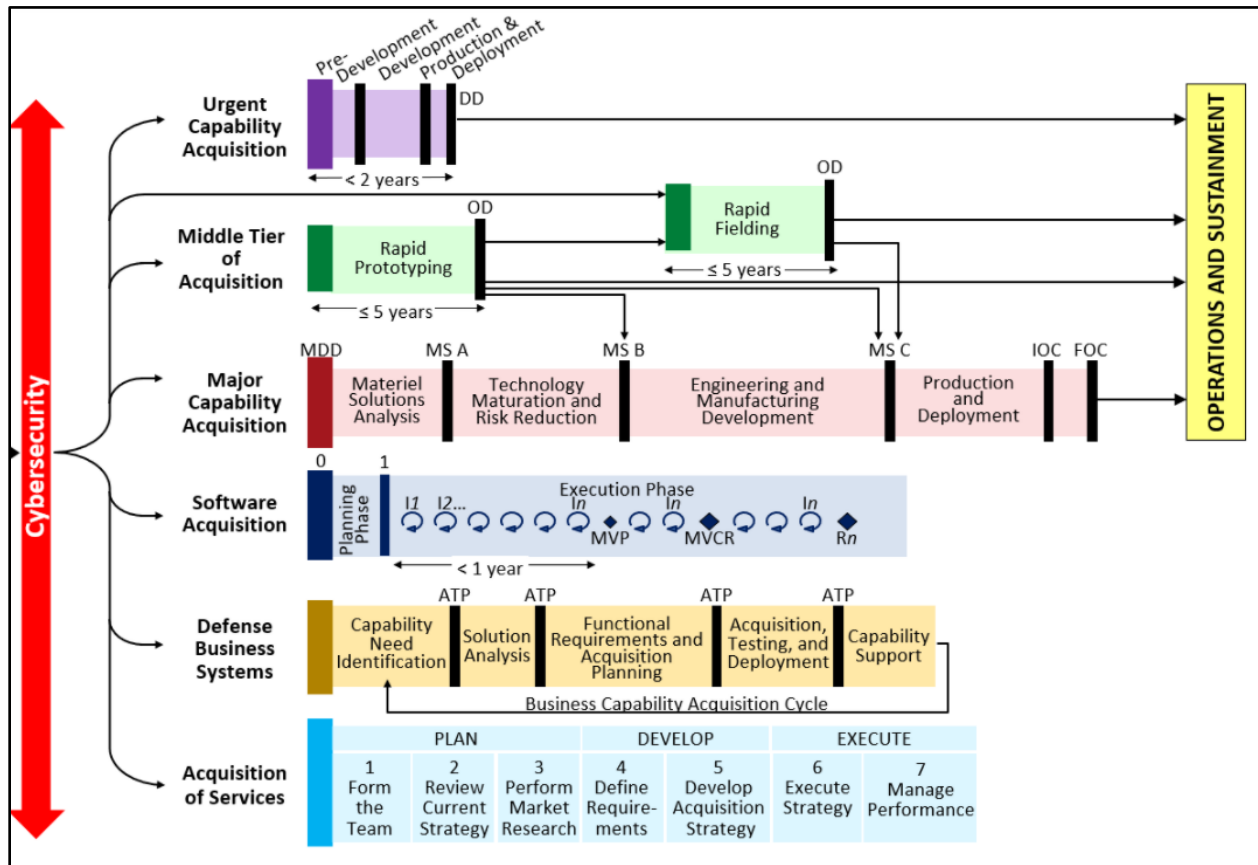 Pre-
Development
Development
Production &
Deployment
Urgent
Capability
Acquisition
DD
< 2 years
OPERATIONS AND SUSTAINMENT
Cybersecurity
Middle Tier
of
Acquisition
OD
Rapid
Prototyping
≤ 5 years
OD
Rapid
Fielding
≤ 5 years
Major
Capability
Acquisition
MDD
MS A
MS B
MS C
IOC
FOC
Materiel
Solutions
Analysis
Technology
Maturation and
Risk Reduction
Engineering and
Manufacturing
Development
Production
and
Deployment
Software
Acquisition
0
1
Planning
Phase
Execution Phase
I1
I2...
In
In
In
MVP
MVCR
Rn
< 1 year
Defense
Business
Systems
ATP
ATP
ATP
ATP
Capability
Need
Identification
Solution
Analysis
Functional
Requirements and
Acquisition
Planning
Acquisition,
Testing, and
Deployment
Capability
Support
Business Capability Acquisition Cycle
Acquisition
of Services
PLAN
DEVELOP
EXECUTE
1
Form
the
Team
2
Review
Current
Strategy
3
Perform
Market
Research
4
Define
Require-
ments
5
Develop
Acquisition
Strategy
6
Execute
Strategy
7
Manage
Performance